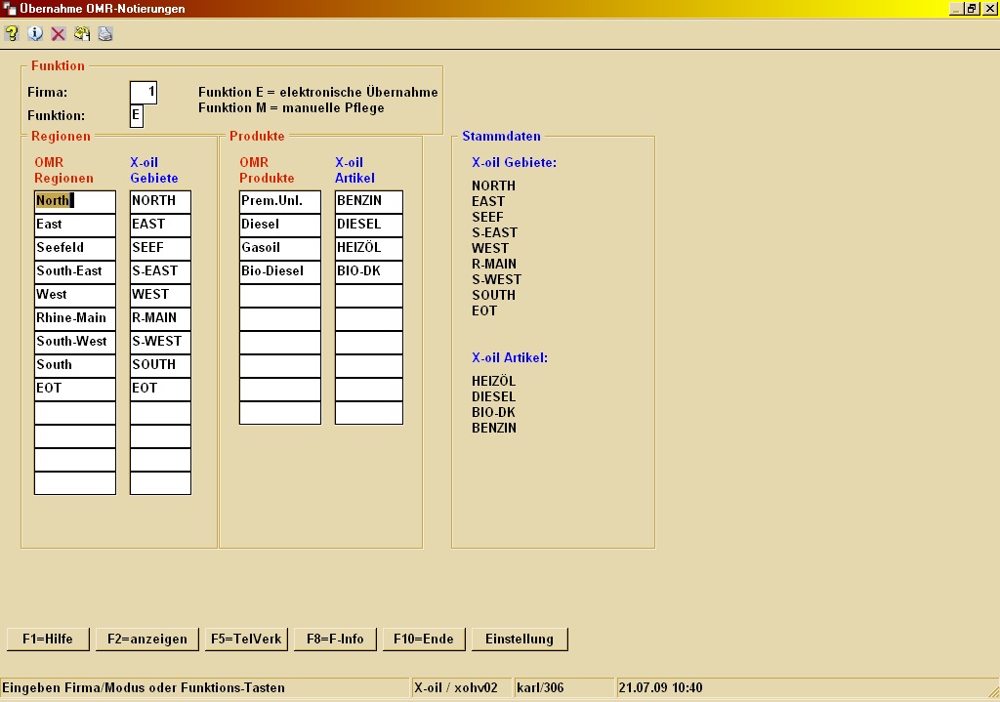 Übernahme OMR-Notierungen
Funktion
Firma: 1 Funktion E = elektronische Übernahme
Funktion: E Funktion M = manuelle Pflege
Regionen Produkte Stammdaten
OMR Regionen X-oil Gebiete OMR Produkte X-oil Artikel X-oil Gebiete:
North NORTH Prem.Unl. BENZIN
East EAST Diesel DIESEL
Seefeld SEEF Gasoil HEIZÖL
South-East S-EAST Bio-Diesel BIO-DK
West WEST
Rhine-Main R-MAIN
South-West S-WEST
South SOUTH
EOT EOT
NORTH
EAST
SEEF
S-EAST
WEST
R-MAIN
S-WEST
SOUTH
EOT
X-oil Artikel:
HEIZÖL
DIESEL
BIO-DK
BENZIN
F1=Hilfe F2=anzeigen F5=TelVerk F8=F-Info F10=Ende Einstellung
Eingeben Firma/Modus oder Funktions-Tasten X-oil / xohv02 karl/306 21.07.09 10:40